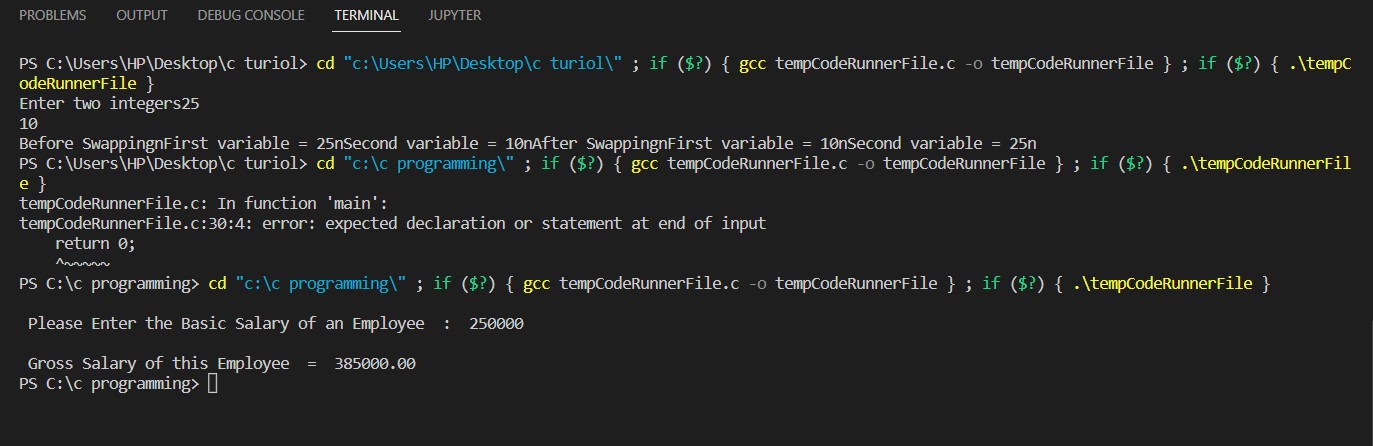 PROBLEMS OUTPUT DEBUG CONSOLE TERMINAL JUPYTER
PS C:\Users\HP\Desktop\c turiol> cd "c:\Users\HP\Desktop\c turiol\" ; if ($?) { gcc tempCodeRunnerFile.c -o tempCodeRunnerFile } ; if ($?) { .\tempC
odeRunnerFile }
Enter two integers25
10
Before SwappingnFirst variable = 25nSecond variable = 10nAfter SwappingnFirst variable = 10nSecond variable = 25n
PS C:\Users\HP\Desktop\c turiol> cd "c:\c programming\" ; if ($?) { gcc tempCodeRunnerFile.c -o tempCodeRunnerFile } ; if ($?) { .\tempCodeRunnerFil
e }
tempCodeRunnerFile.c: In function 'main':
tempCodeRunnerFile.c:30:4: error: expected declaration or statement at end of input
    return 0;
    ^~~~~~
PS C:\c programming> cd "c:\c programming\" ; if ($?) { gcc tempCodeRunnerFile.c -o tempCodeRunnerFile } ; if ($?) { .\tempCodeRunnerFile }
 Please Enter the Basic Salary of an Employee  :  250000
 Gross Salary of this Employee  =  385000.00
PS C:\c programming>